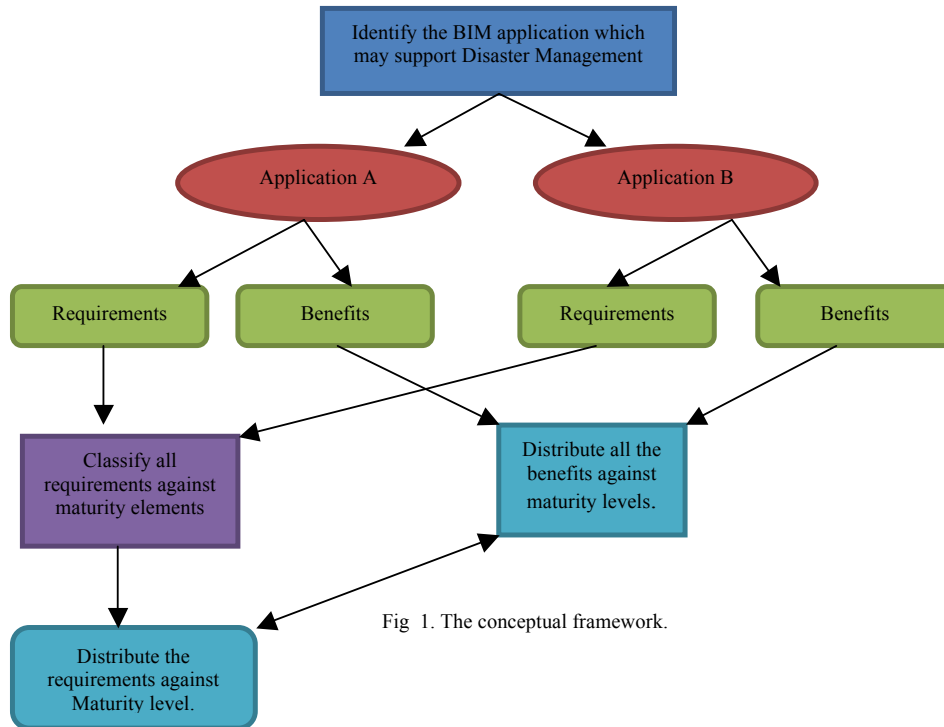 Identify the BIM application which
may support Disaster Management
Application A
Application B
Requirements
Benefits
Requirements
Benefits
Classify all
requirements against
maturity elements
Distribute all the
benefits against
maturity levels.
Fig 1. The conceptual framework.
Distribute the
requirements against
Maturity level.